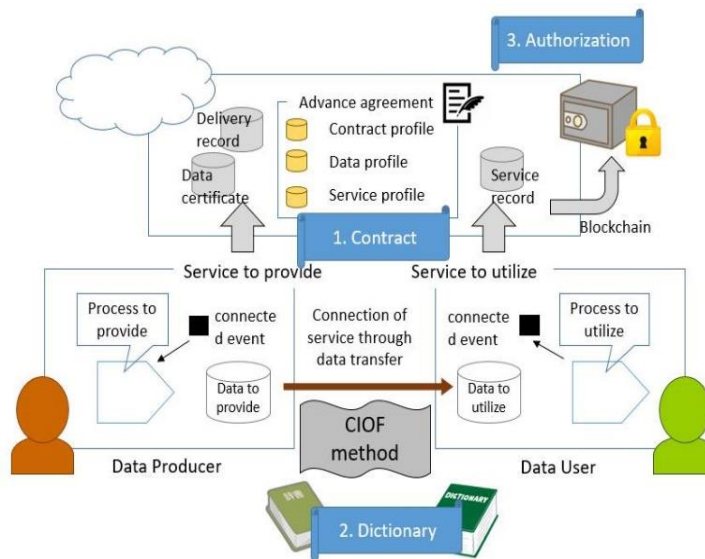 3. Authorization
Advance agreement
Delivery
record
Contract profile
Data profile
Data
certificate
Service profile
Service
record
Blockchain
1. Contract
Service to provide
Service to utilize
Process to
provide
connecte
d event
Connection of
service through
data transfer
connecte
d event
Process to
utilize
Data to
provide
Data to
utilize
CIOF
method
Data Producer
Data User
DICTIONARY
2. Dictionary